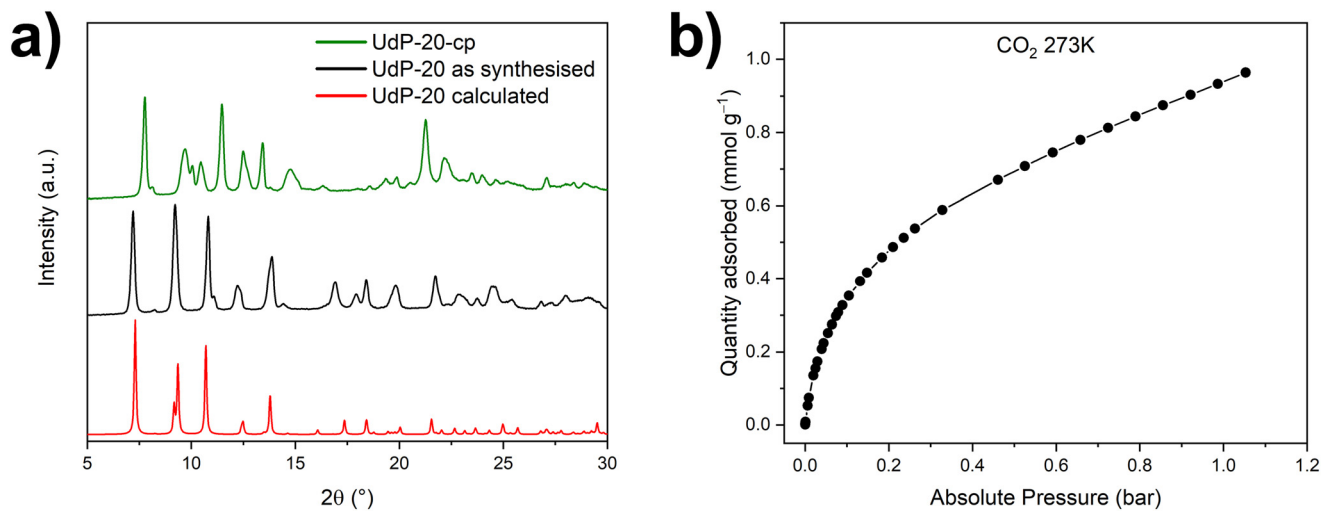 a)
UdP-20-cp
UdP-20 as synthesised
UdP-20 calculated
Intensity (a.u.)
5 10 15 20 25 30
2θ (°)
b)
CO₂ 273K
1.0
0.8
0.6
0.4
0.2
0.0
Quantity adsorbed (mmol g⁻¹)
0.0 0.2 0.4 0.6 0.8 1.0 1.2
Absolute Pressure (bar)